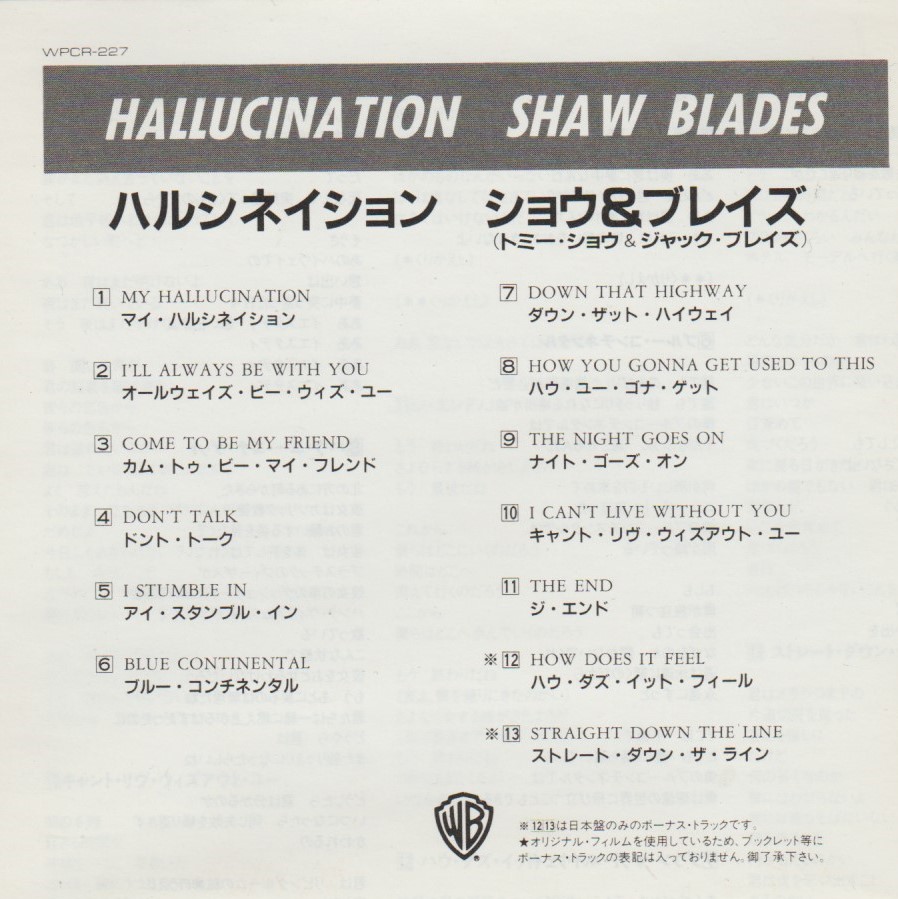 WPCR-227
HALLUCINATION SHAW BLADES
ハルシネイション ショウ&ブレイズ
(トミー・ショウ&ジャック・ブレイズ)
1 MY HALLUCINATION
マイ・ハルシネイション
2 I'LL ALWAYS BE WITH YOU
オールウェイズ・ビー・ウィズ・ユー
3 COME TO BE MY FRIEND
カム・トゥ・ビー・マイ・フレンド
4 DON'T TALK
ドント・トーク
5 I STUMBLE IN
アイ・スタンブル・イン
6 BLUE CONTINENTAL
ブルー・コンチネンタル
7 DOWN THAT HIGHWAY
ダウン・ザット・ハイウェイ
8 HOW YOU GONNA GET USED TO THIS
ハウ・ユー・ゴナ・ゲット
9 THE NIGHT GOES ON
ナイト・ゴーズ・オン
10 I CAN'T LIVE WITHOUT YOU
キャント・リヴ・ウィズアウト・ユー
11 THE END
ジ・エンド
※12 HOW DOES IT FEEL
ハウ・ダズ・イット・フィール
※13 STRAIGHT DOWN THE LINE
ストレート・ダウン・ザ・ライン
WB®
※1213は日本盤のみのボーナス・トラックです。
★オリジナル・フィルムを使用しているため、ブックレット等に
ボーナス・トラックの表記は入っておりません。御了承下さい。